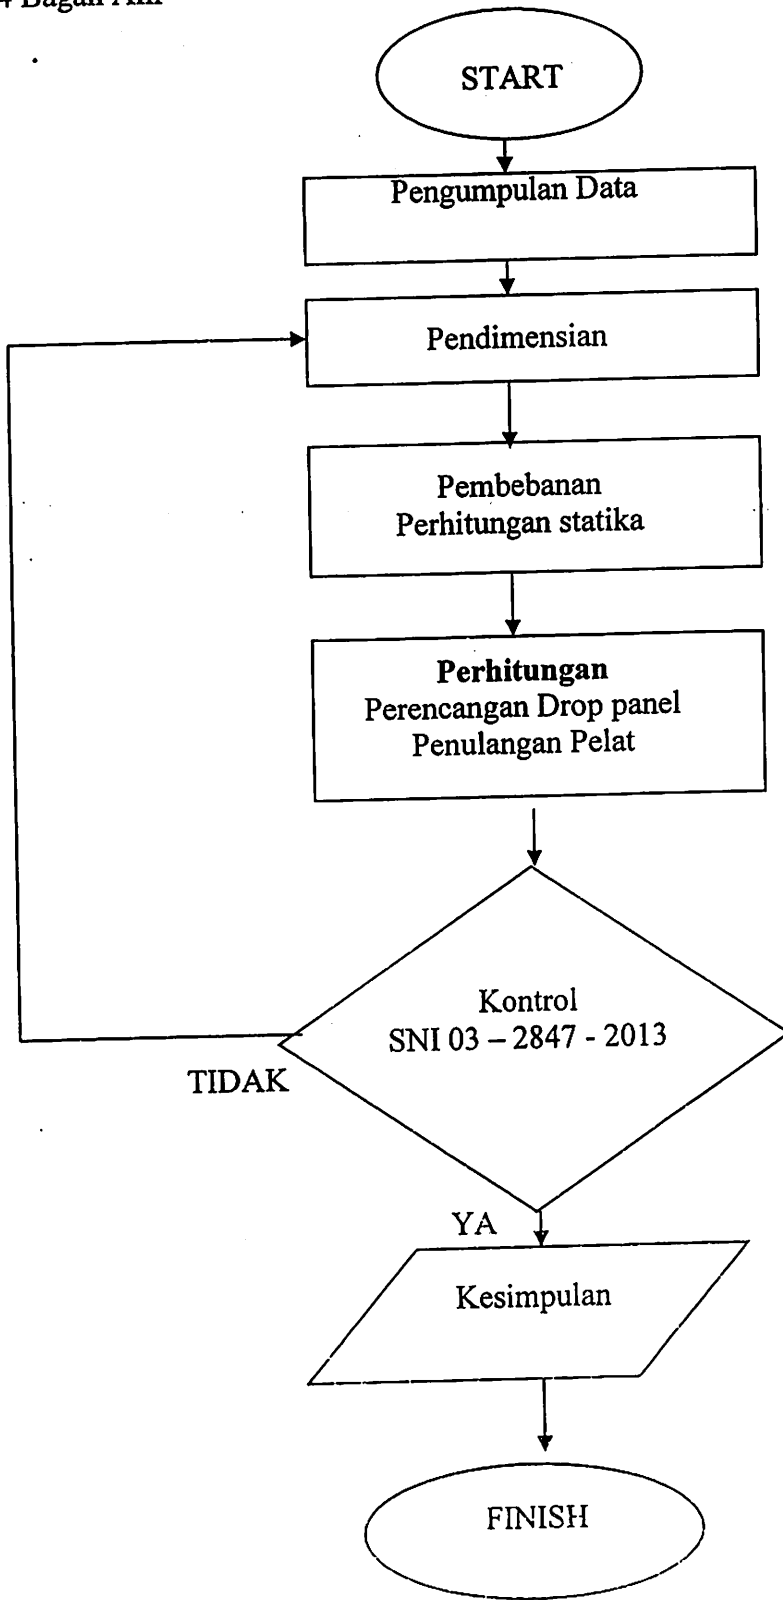 Bagan
START
Pengumpulan Data
Pendimensian
Pembebanan
Perhitungan statika
Perhitungan
Perencangan Drop panel
Penulangan Pelat
Kontrol
SNI 03 – 2847 - 2013
TIDAK
YA
Kesimpulan
FINISH